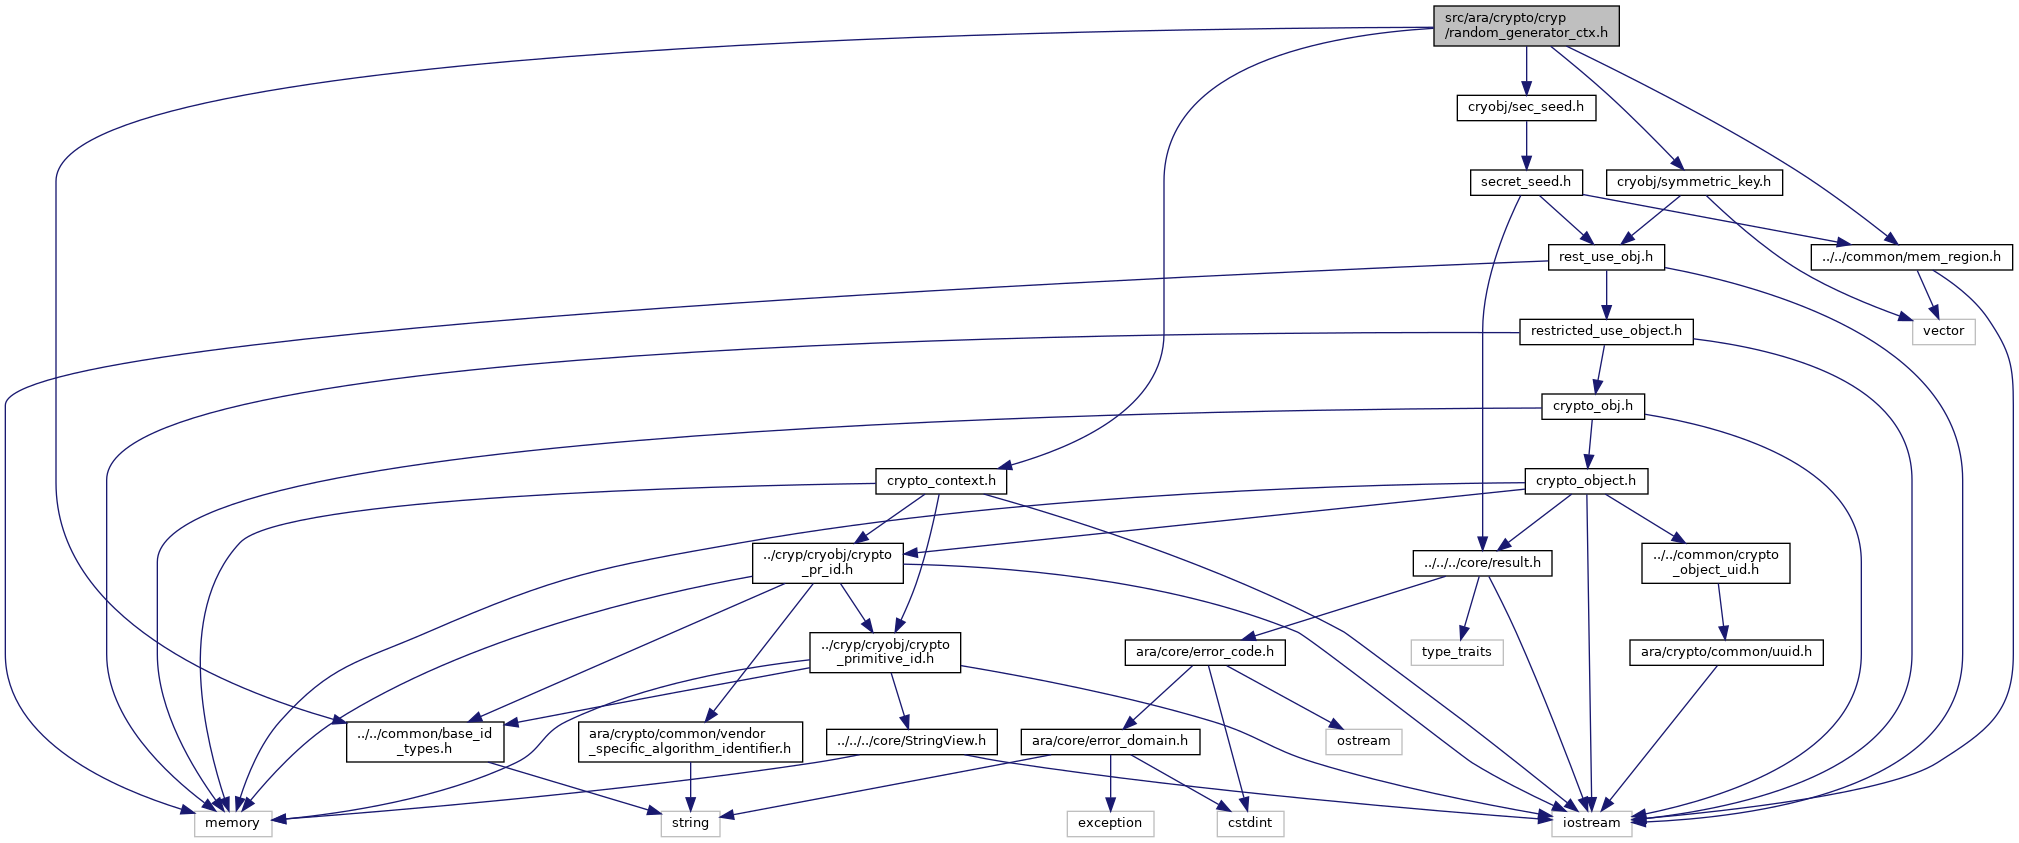 src/ara/crypto/cryp
/random_generator_ctx.h
cryobj/sec_seed.h
secret_seed.h
cryobj/symmetric_key.h
rest_use_obj.h
../../common/mem_region.h
restricted_use_object.h
vector
crypto_obj.h
crypto_context.h
crypto_object.h
../cryp/cryobj/crypto
_pr_id.h
../../../core/result.h
../../common/crypto
_object_uid.h
../cryp/cryobj/crypto
_primitive_id.h
ara/core/error_code.h
type_traits
ara/crypto/common/uuid.h
../../common/base_id
_types.h
ara/crypto/common/vendor
_specific_algorithm_identifier.h
../../../core/StringView.h
ara/core/error_domain.h
ostream
memory
string
exception
cstdint
iostream